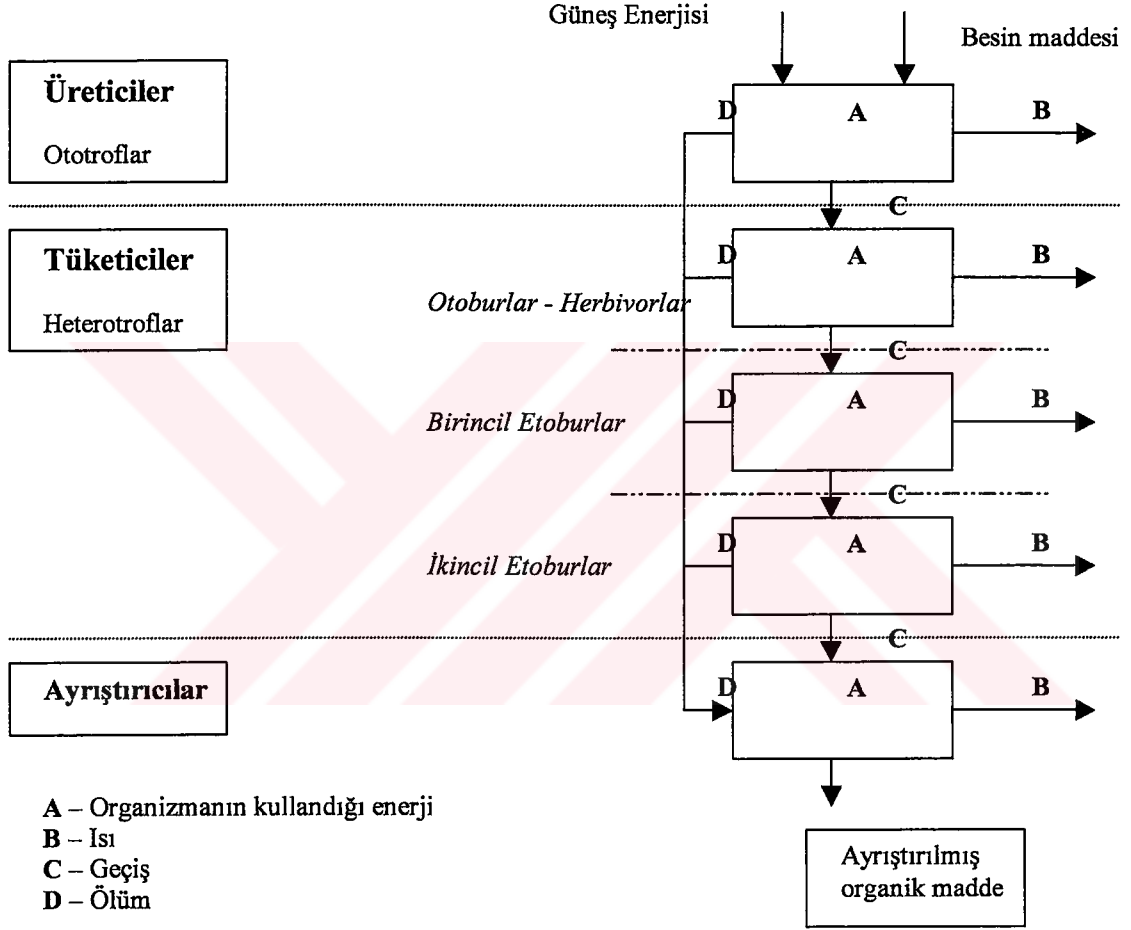 Güneş Enerjisi
Besin maddesi
Üreticiler
Ototroflar
D A B
C
Tüketiciler
Heterotroflar
D A B
Otoburlar - Herbivorlar
C
D A B
Birincil Etoburlar
C
D A B
İkincil Etoburlar
C
Ayrıştırıcılar
D A B
A – Organizmanın kullandığı enerji
B – Isı
C – Geçiş
D – Ölüm
Ayrıştırılmış
organik madde